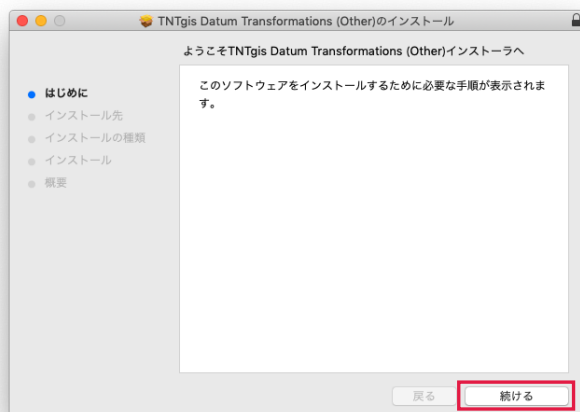 TNTgis Datum Transformations (Other)のインストール
ようこそTNTgis Datum Transformations (Other)インストーラへ
はじめに
インストール先
インストールの種類
インストール
概要
このソフトウェアをインストールするために必要な手順が表示されま
す。
戻る
続ける